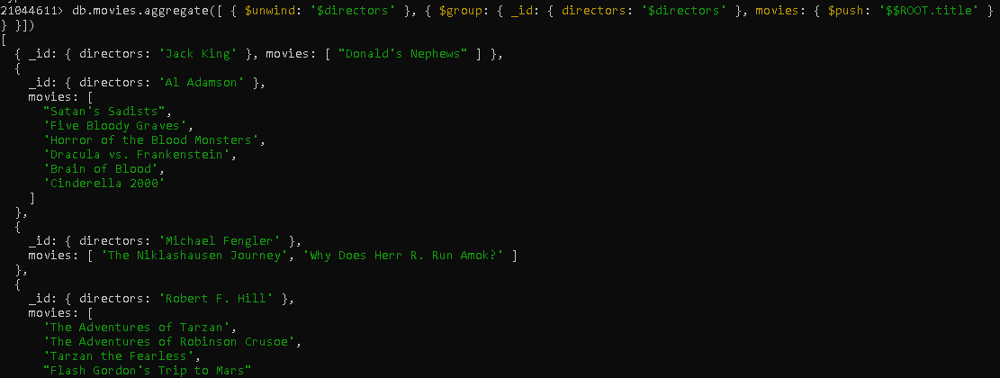 21044611> db.movies.aggregate([ { $unwind: '$directors' }, { $group: { _id: { directors: '$directors' }, movies: { $push: '$$ROOT.title' }
} }])
[
  { _id: { directors: 'Jack King' }, movies: [ "Donald's Nephews" ] },
  {
    _id: { directors: 'Al Adamson' },
    movies: [
      "Satan's Sadists",
      'Five Bloody Graves',
      'Horror of the Blood Monsters',
      'Dracula vs. Frankenstein',
      'Brain of Blood',
      'Cinderella 2000'
    ]
  },
  {
    _id: { directors: 'Michael Fengler' },
    movies: [ 'The Niklashausen Journey', 'Why Does Herr R. Run Amok?' ]
  },
  {
    _id: { directors: 'Robert F. Hill' },
    movies: [
      'The Adventures of Tarzan',
      'The Adventures of Robinson Crusoe',
      'Tarzan the Fearless',
      "Flash Gordon's Trip to Mars"